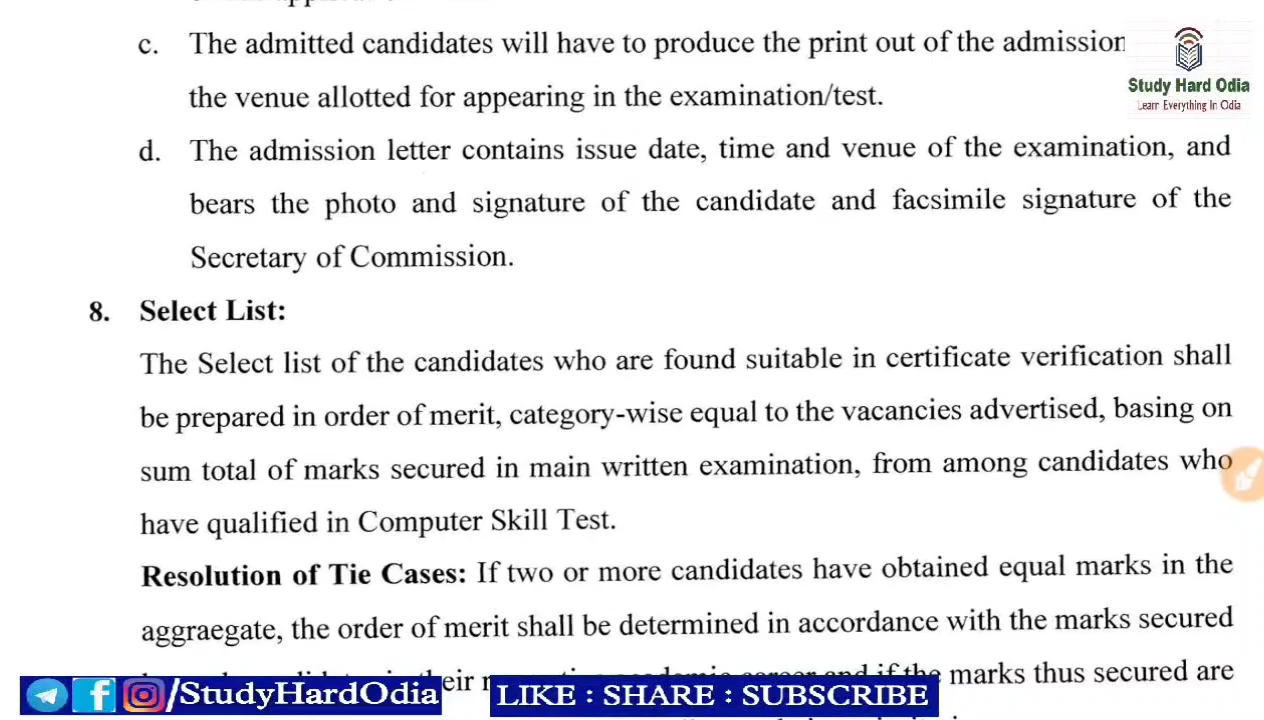 c. The admitted candidates will have to produce the print out of the admission
the venue allotted for appearing in the examination/test.
d. The admission letter contains issue date, time and venue of the examination, and
bears the photo and signature of the candidate and facsimile signature of the
Secretary of Commission.
8. Select List:
The Select list of the candidates who are found suitable in certificate verification shall
be prepared in order of merit, category-wise equal to the vacancies advertised, basing on
sum total of marks secured in main written examination, from among candidates who
have qualified in Computer Skill Test.
Resolution of Tie Cases: If two or more candidates have obtained equal marks in the
aggraegate, the order of merit shall be determined in accordance with the marks secured
and if the marks thus secured are
Study Hard Odia
Learn Everything In Odia
/StudyHardOdia
LIKE : SHARE : SUBSCRIBE